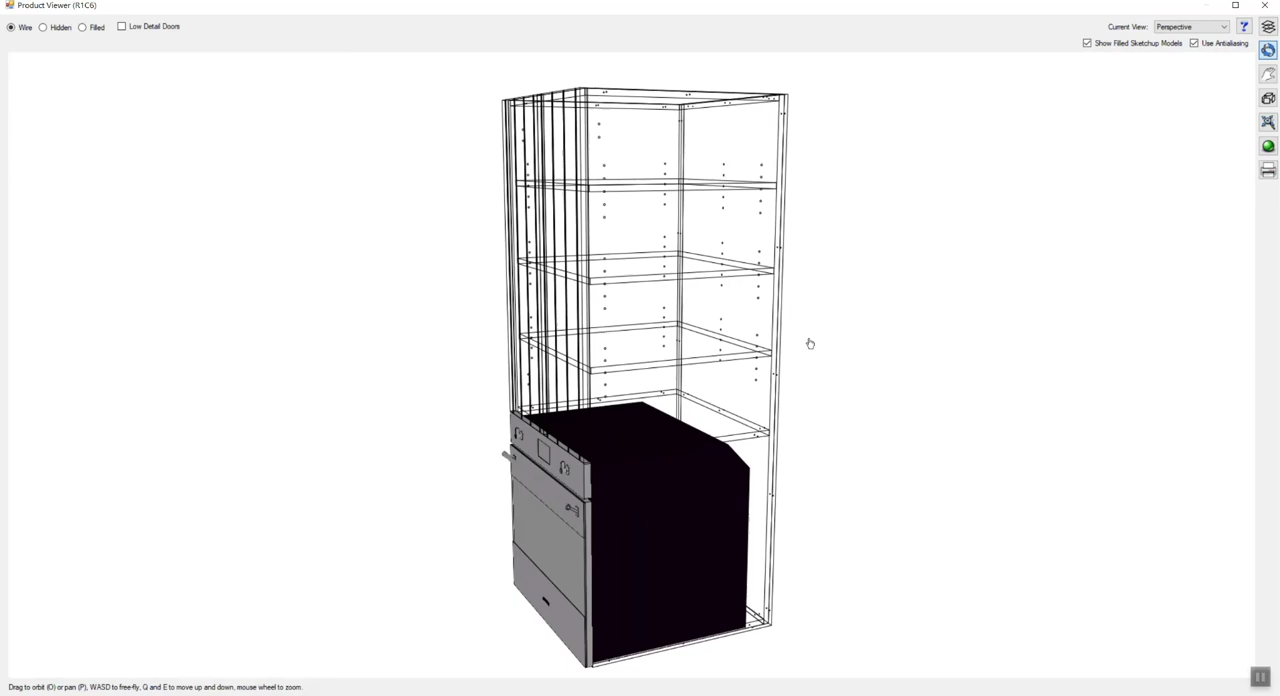 Product Viewer (R1C6)
Wire Hidden Filled Low Detail Doors
Current View: Perspective ?
Show Filled Sketchup Models Use Antialiasing
Drag to orbit (O) or pan (P), WASD to free-fly, Q and E to move up and down, mouse wheel to zoom.